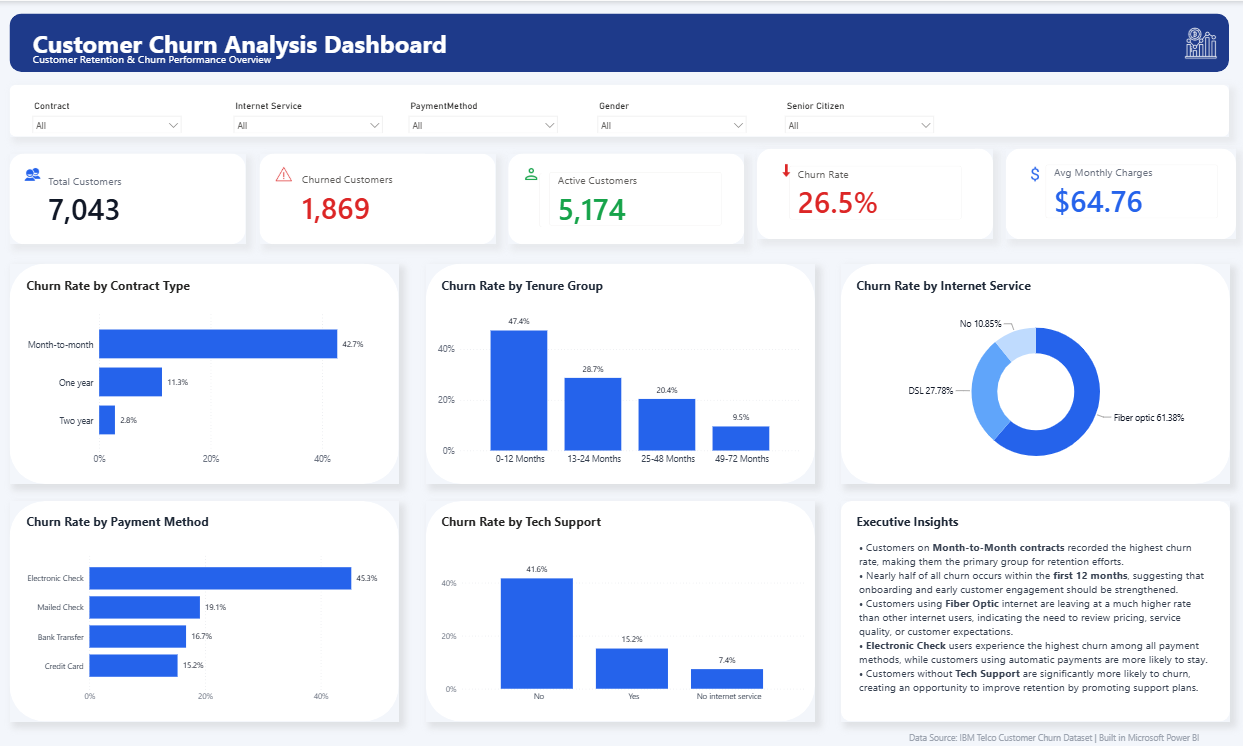 Customer Churn Analysis Dashboard
Customer Retention & Churn Performance Overview
Contract
All
Internet Service
All
PaymentMethod
All
Gender
All
Senior Citizen
All
Total Customers
7,043
Churned Customers
1,869
Active Customers
5,174
Churn Rate
26.5%
$
Avg Monthly Charges
$64.76
Churn Rate by Contract Type
Month-to-month
42.7%
One year
11.3%
Two year
2.8%
0% 20% 40%
Churn Rate by Tenure Group
40%
20%
0%
47.4%
28.7%
20.4%
9.5%
0-12 Months 13-24 Months 25-48 Months 49-72 Months
Churn Rate by Internet Service
No 10.85%
DSL 27.78%
Fiber optic 61.38%
Churn Rate by Payment Method
Electronic Check
45.3%
Mailed Check
19.1%
Bank Transfer
16.7%
Credit Card
15.2%
0% 20% 40%
Churn Rate by Tech Support
40%
20%
0%
41.6%
15.2%
7.4%
No Yes No internet service
Executive Insights
• Customers on Month-to-Month contracts recorded the highest churn
rate, making them the primary group for retention efforts.
• Nearly half of all churn occurs within the first 12 months, suggesting that
onboarding and early customer engagement should be strengthened.
• Customers using Fiber Optic internet are leaving at a much higher rate
than other internet users, indicating the need to review pricing, service
quality, or customer expectations.
• Electronic Check users experience the highest churn among all payment
methods, while customers using automatic payments are more likely to stay.
• Customers without Tech Support are significantly more likely to churn,
creating an opportunity to improve retention by promoting support plans.
Data Source: IBM Telco Customer Churn Dataset | Built in Microsoft Power BI